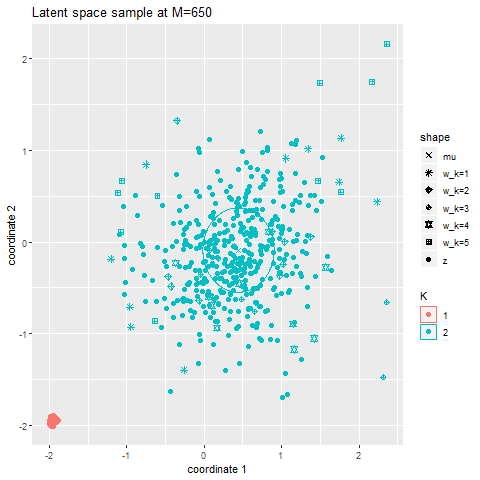 Latent space sample at M=650
2
1
0
-1
-2
coordinate 2
-2
-1
0
1
2
coordinate 1
shape
mu
w_k=1
w_k=2
w_k=3
w_k=4
w_k=5
z
K
1
2